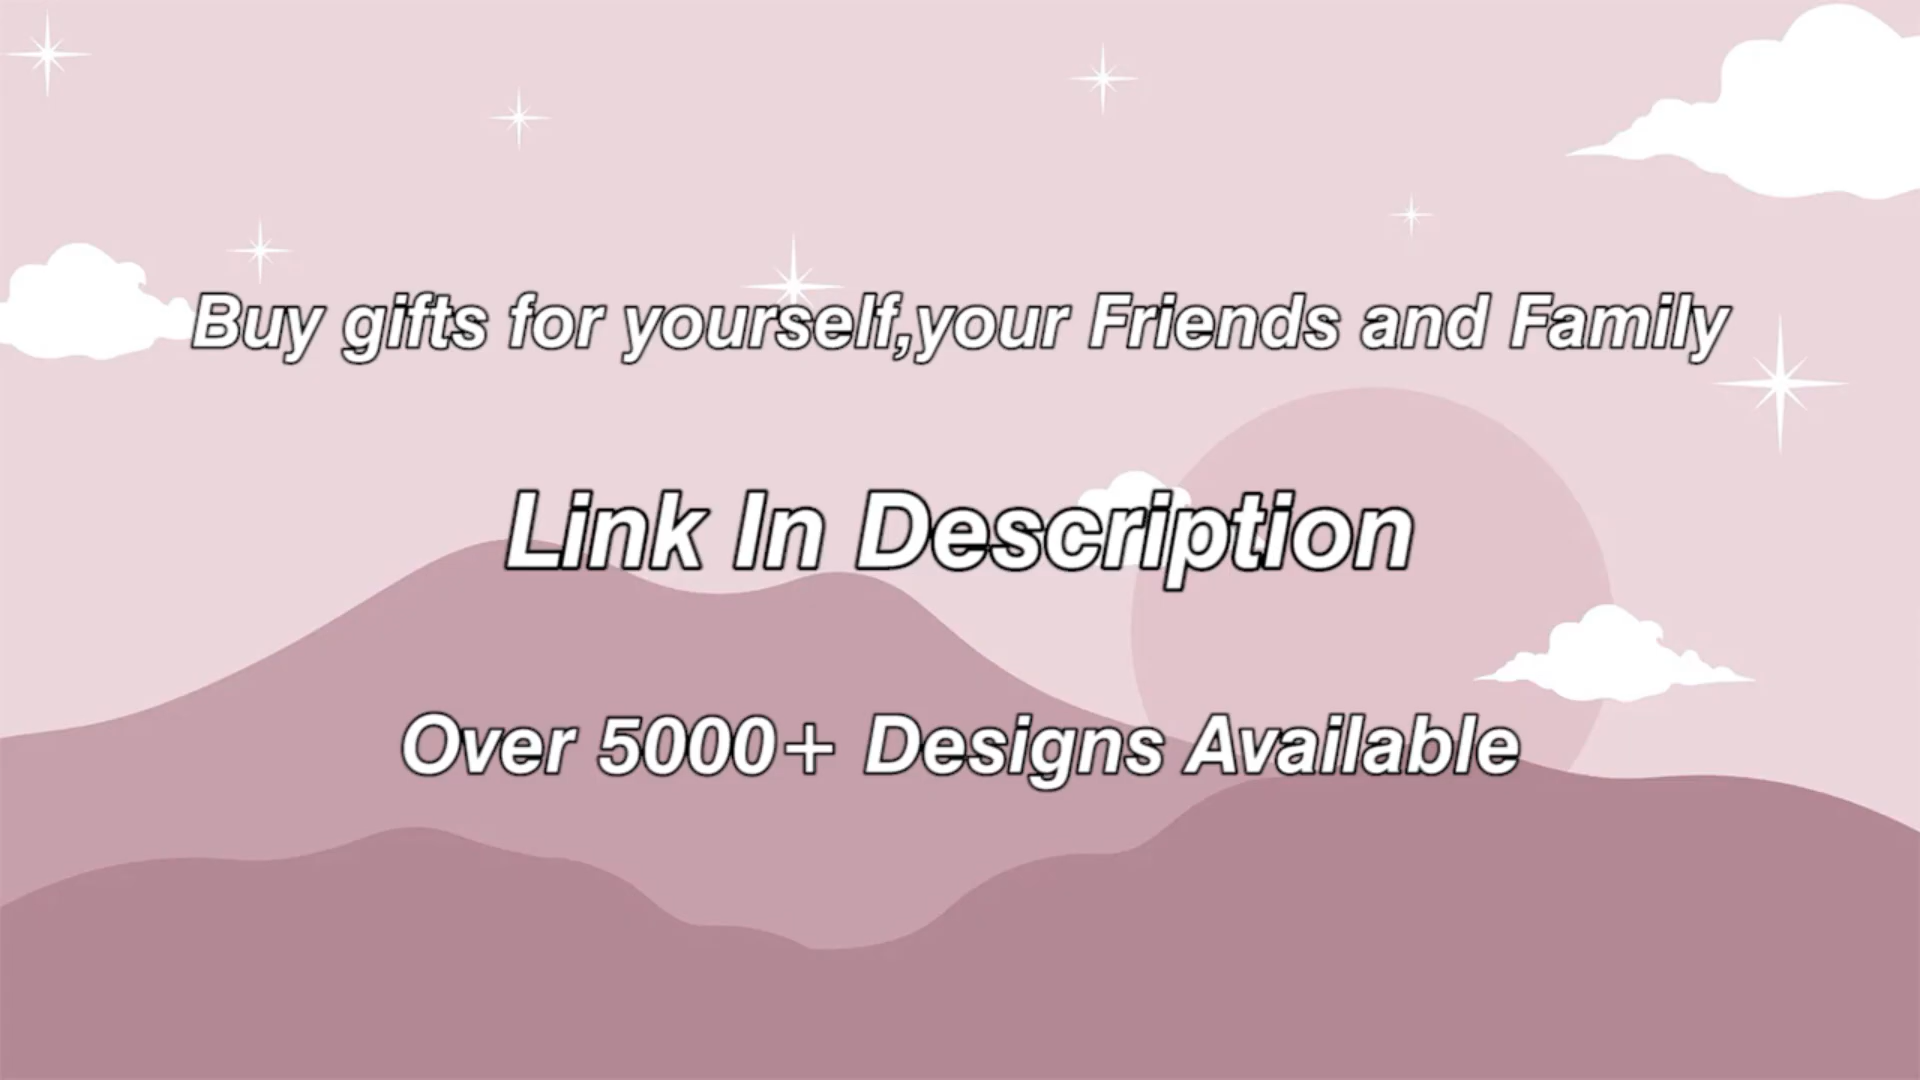 Buy gifts for yourself,your Friends and Family
Link In Description
Over 5000+ Designs Available